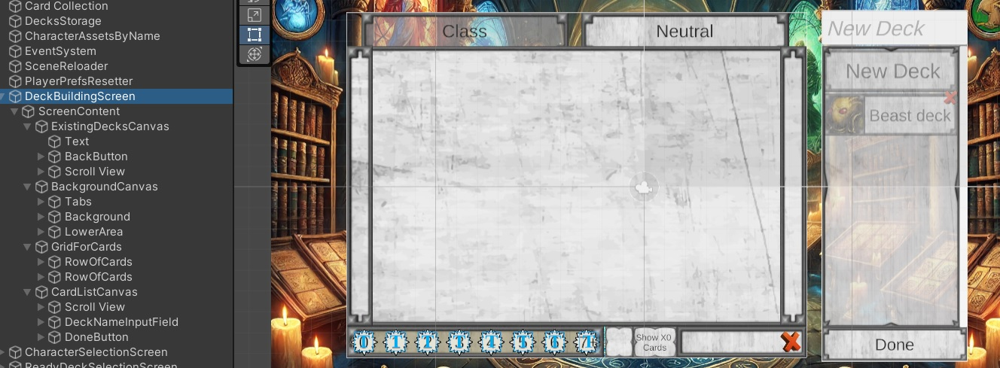 Card Collection
DecksStorage
CharacterAssetsByName
EventSystem
SceneReloader
PlayerPrefsResetter
DeckBuildingScreen
ScreenContent
ExistingDecksCanvas
Text
BackButton
Scroll View
BackgroundCanvas
Tabs
Background
LowerArea
GridForCards
RowOfCards
RowOfCards
CardListCanvas
Scroll View
DeckNameInputField
DoneButton
CharacterSelectionScreen
ReadyDeckSelectionScreen
Class
Neutral
0 1 2 3 4 5 6 7
Show X0
Cards
New Deck
New Deck
Beast deck
Done